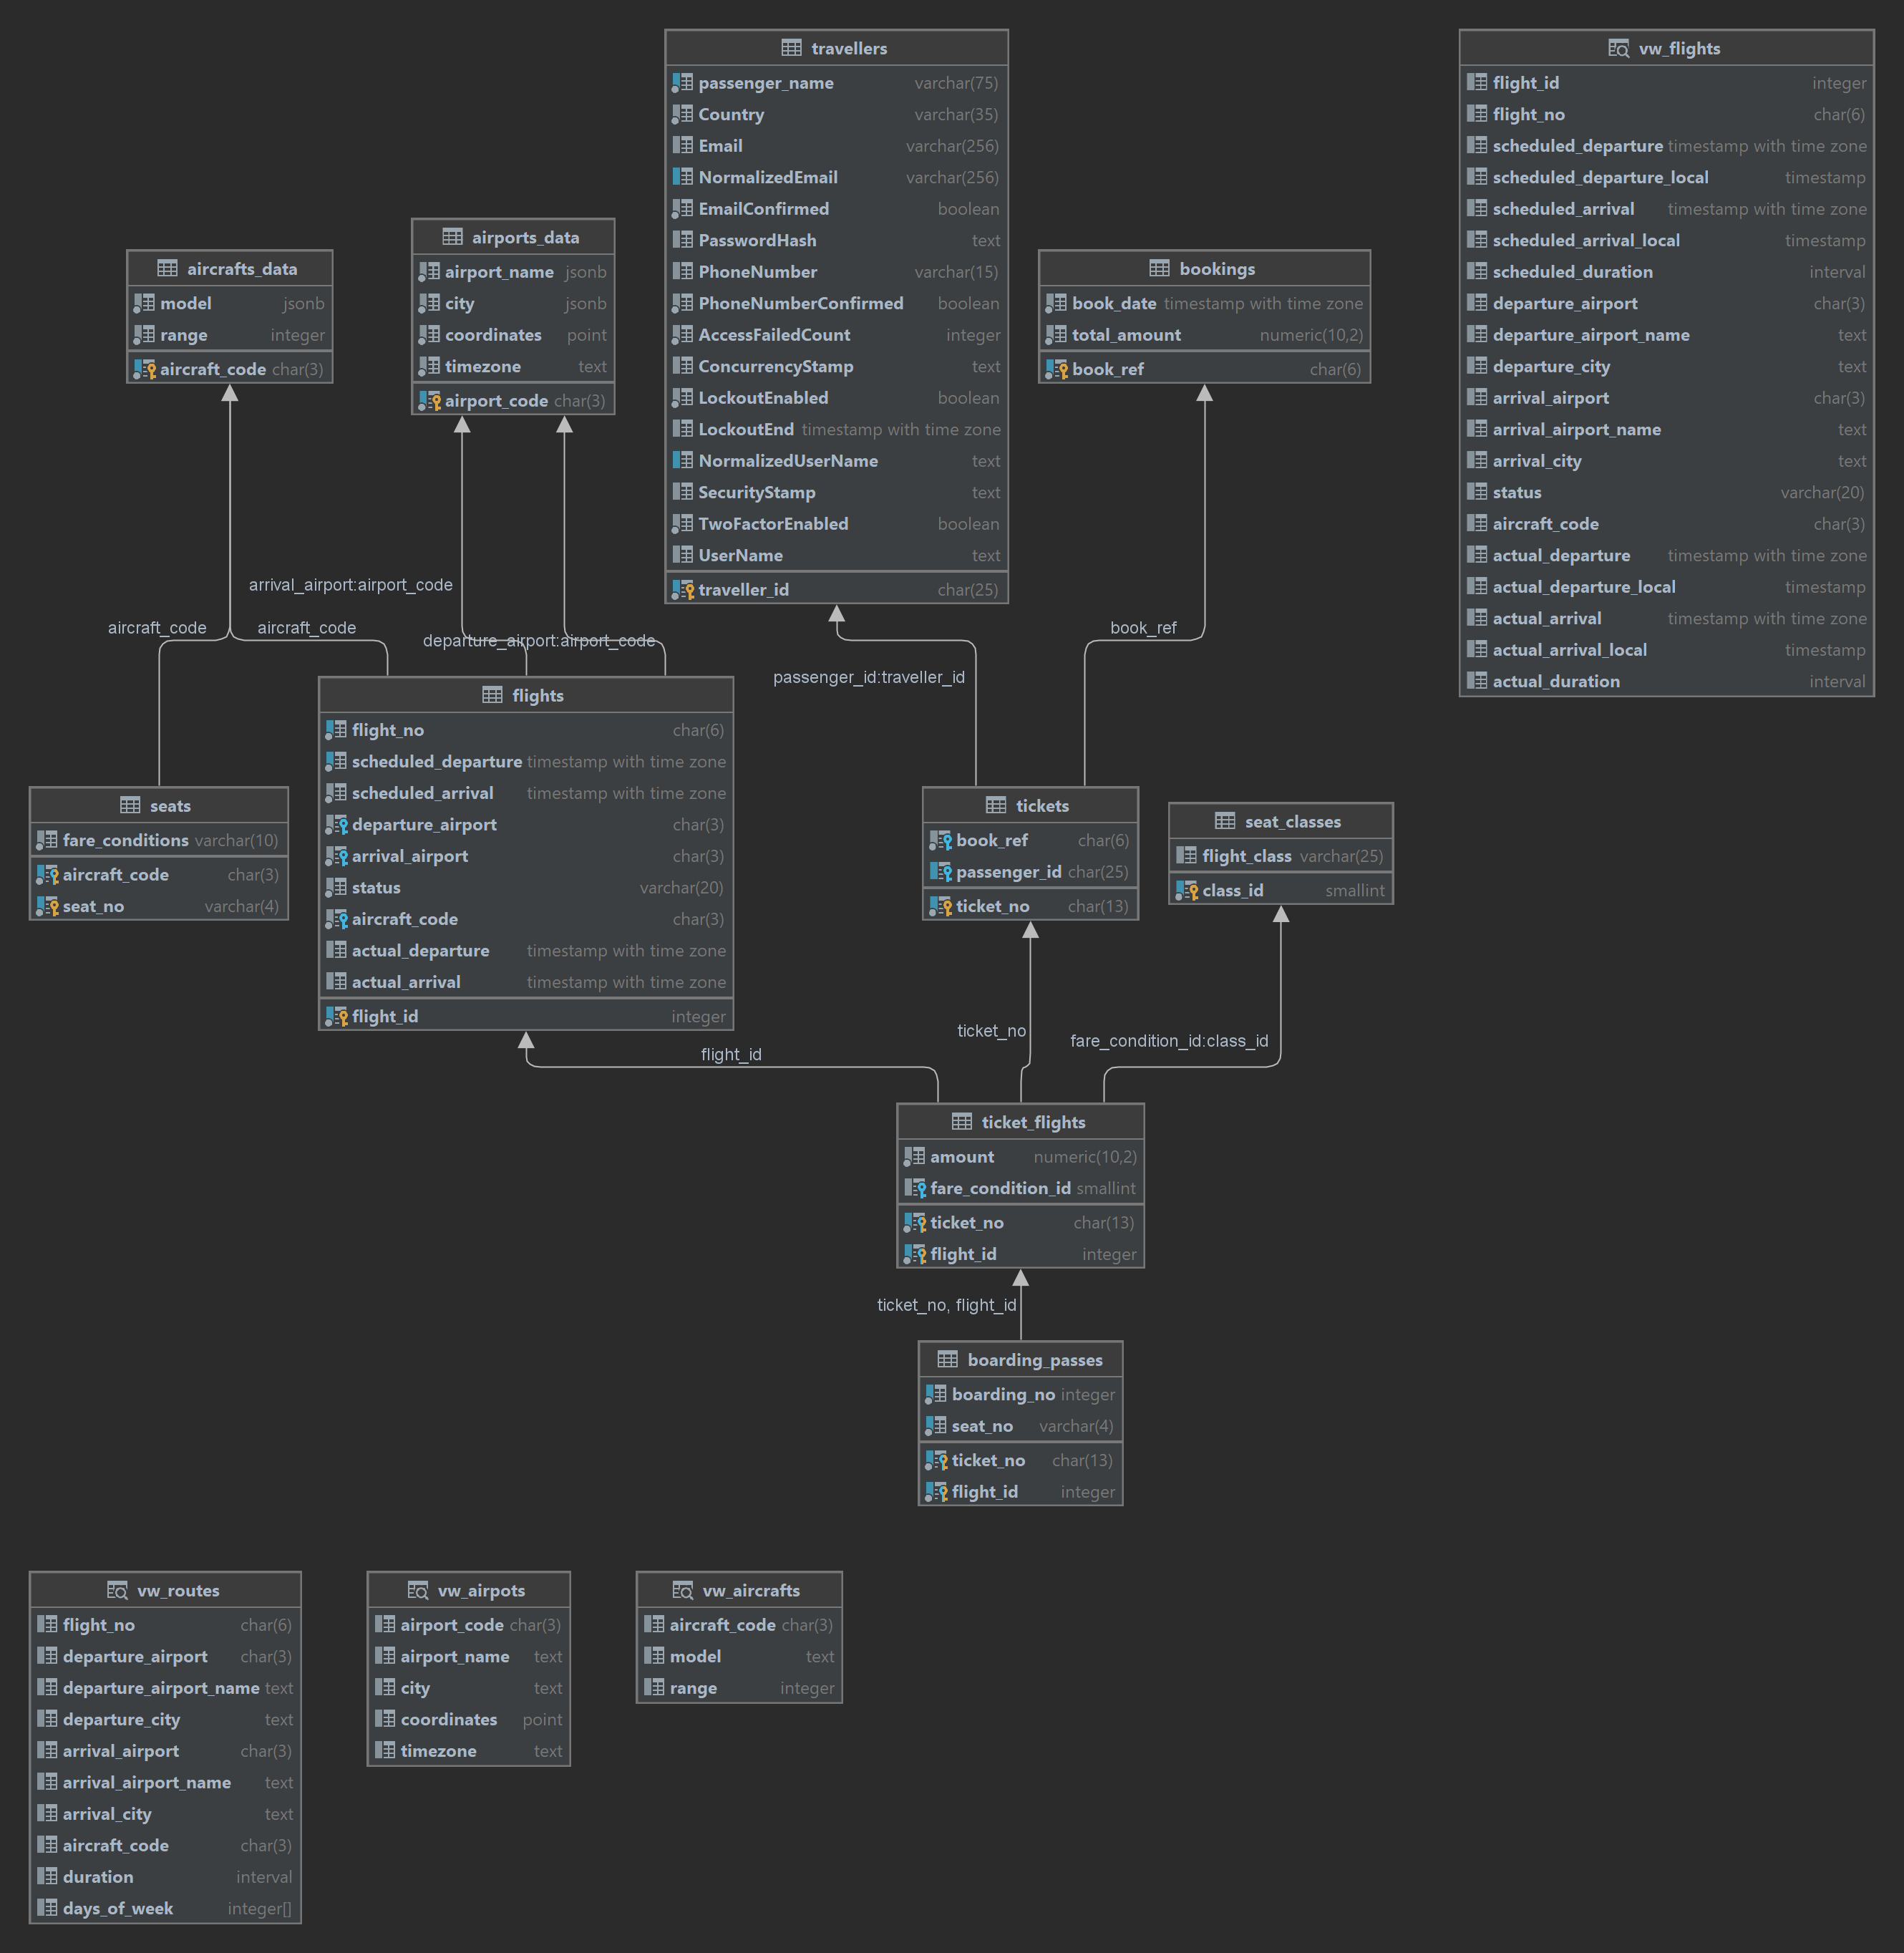 travellers
passenger_name varchar(75)
Country varchar(35)
Email varchar(256)
NormalizedEmail varchar(256)
EmailConfirmed boolean
PasswordHash text
PhoneNumber varchar(15)
PhoneNumberConfirmed boolean
AccessFailedCount integer
ConcurrencyStamp text
LockoutEnabled boolean
LockoutEnd timestamp with time zone
NormalizedUserName text
SecurityStamp text
TwoFactorEnabled boolean
UserName text
traveller_id char(25)
vw_flights
flight_id integer
flight_no char(6)
scheduled_departure timestamp with time zone
scheduled_departure_local timestamp
scheduled_arrival timestamp with time zone
scheduled_arrival_local timestamp
scheduled_duration interval
departure_airport char(3)
departure_airport_name text
departure_city text
arrival_airport char(3)
arrival_airport_name text
arrival_city text
status varchar(20)
aircraft_code char(3)
actual_departure timestamp with time zone
actual_departure_local timestamp
actual_arrival timestamp with time zone
actual_arrival_local timestamp
actual_duration interval
aircrafts_data
model jsonb
range integer
aircraft_code char(3)
airports_data
airport_name jsonb
city jsonb
coordinates point
timezone text
airport_code char(3)
bookings
book_date timestamp with time zone
total_amount numeric(10,2)
book_ref char(6)
arrival_airport:airport_code
aircraft_code
aircraft_code
departure_airport:airport_code
passenger_id:traveller_id
book_ref
seats
fare_conditions varchar(10)
aircraft_code char(3)
seat_no varchar(4)
flights
flight_no char(6)
scheduled_departure timestamp with time zone
scheduled_arrival timestamp with time zone
departure_airport char(3)
arrival_airport char(3)
status varchar(20)
aircraft_code char(3)
actual_departure timestamp with time zone
actual_arrival timestamp with time zone
flight_id integer
tickets
book_ref char(6)
passenger_id char(25)
ticket_no char(13)
seat_classes
flight_class varchar(25)
class_id smallint
flight_id
ticket_no
fare_condition_id:class_id
ticket_flights
amount numeric(10,2)
fare_condition_id smallint
ticket_no char(13)
flight_id integer
ticket_no, flight_id
boarding_passes
boarding_no integer
seat_no varchar(4)
ticket_no char(13)
flight_id integer
vw_routes
flight_no char(6)
departure_airport char(3)
departure_airport_name text
departure_city text
arrival_airport char(3)
arrival_airport_name text
arrival_city text
aircraft_code char(3)
duration interval
days_of_week integer[]
vw_airpots
airport_code char(3)
airport_name text
city text
coordinates point
timezone text
vw_aircrafts
aircraft_code char(3)
model text
range integer